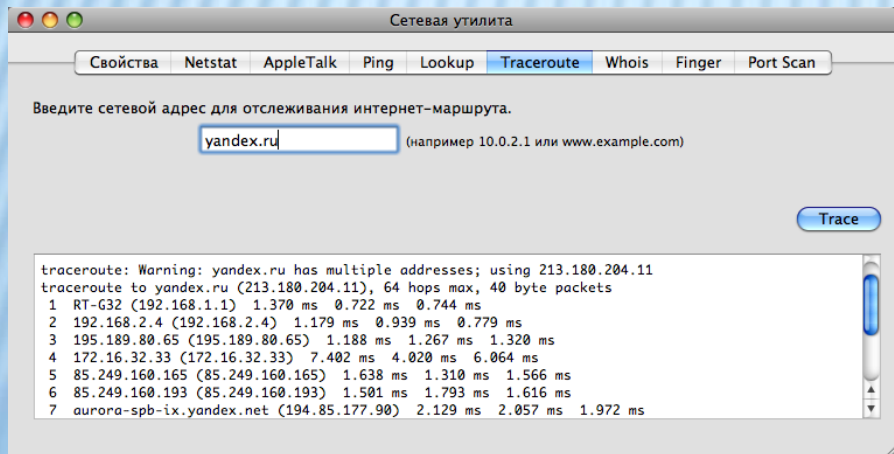 Сетевая утилита
Свойства Netstat AppleTalk Ping Lookup Traceroute Whois Finger Port Scan
Введите сетевой адрес для отслеживания интернет-маршрута.
yandex.ru (например 10.0.2.1 или www.example.com)
Trace
traceroute: Warning: yandex.ru has multiple addresses; using 213.180.204.11
traceroute to yandex.ru (213.180.204.11), 64 hops max, 40 byte packets
1 RT-G32 (192.168.1.1) 1.370 ms 0.722 ms 0.744 ms
2 192.168.2.4 (192.168.2.4) 1.179 ms 0.939 ms 0.779 ms
3 195.189.80.65 (195.189.80.65) 1.188 ms 1.267 ms 1.320 ms
4 172.16.32.33 (172.16.32.33) 7.402 ms 4.020 ms 6.064 ms
5 85.249.160.165 (85.249.160.165) 1.638 ms 1.310 ms 1.566 ms
6 85.249.160.193 (85.249.160.193) 1.501 ms 1.793 ms 1.616 ms
7 aurora-spb-ix.yandex.net (194.85.177.90) 2.129 ms 2.057 ms 1.972 ms